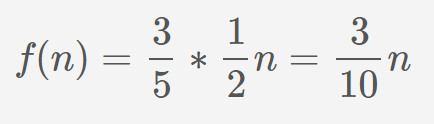 f(n) = 3/5 * 1/2 n = 3/10 n